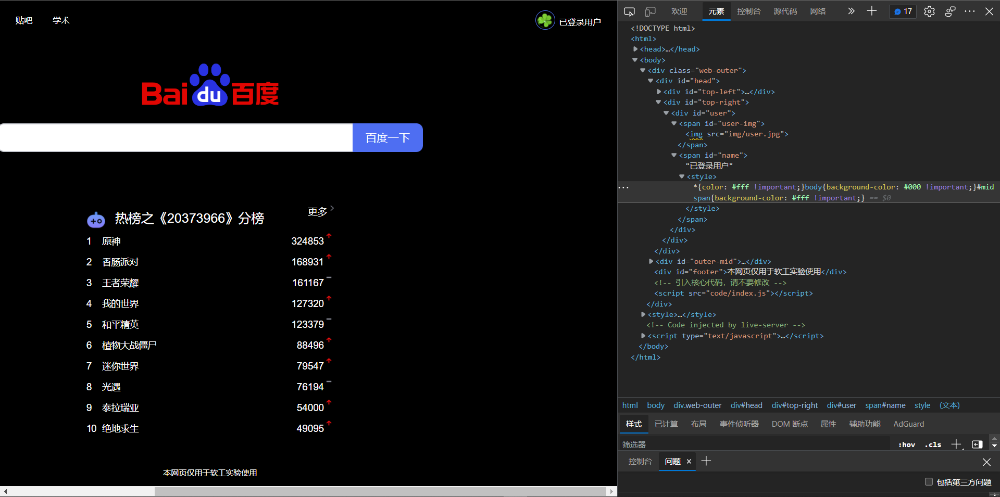 贴吧 学术 已登录用户
Bai du 百度
百度一下
热榜之《20373966》分榜 更多
1 原神 324853
2 香肠派对 168931
3 王者荣耀 161167
4 我的世界 127320
5 和平精英 123379
6 植物大战僵尸 88496
7 迷你世界 79547
8 光遇 76194
9 泰拉瑞亚 54000
10 绝地求生 49095
本网页仅用于软工实验使用
欢迎 元素 控制台 源代码 网络 17
<!DOCTYPE html>
<html>
<head>…</head>
<body>
<div class="web-outer">
<div id="head">
<div id="top-left">…</div>
<div id="top-right">
<div id="user">
<span id="user-img">
<img src="img/user.jpg">
</span>
<span id="name">
"已登录用户"
<style>
*{color: #fff !important;}body{background-color: #000 !important;}#mid
span{background-color: #fff !important;} == $0
</style>
</span>
</div>
</div>
</div>
<div id="outer-mid">…</div>
<div id="footer">本网页仅用于软工实验使用</div>
<!-- 引入核心代码，请不要修改 -->
<script src="code/index.js"></script>
</div>
<style>…</style>
<!-- Code injected by live-server -->
<script type="text/javascript">…</script>
</body>
</html>
html body div.web-outer div#head div#top-right div#user span#name style (文本)
样式 已计算 布局 事件侦听器 DOM 断点 属性 辅助功能 AdGuard
筛选器 :hov .cls
控制台 问题
包括第三方问题